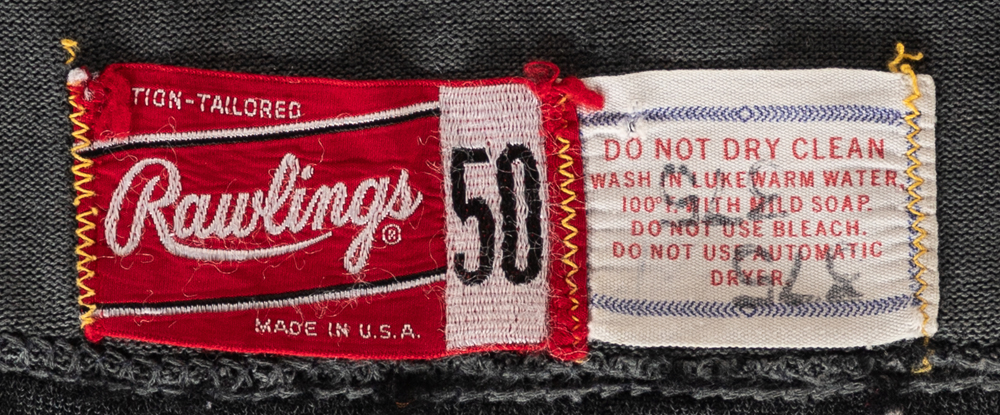 TION-TAILORED
Rawlings®
50
MADE IN U.S.A.
DO NOT DRY CLEAN
WASH IN LUKEWARM WATER,
100°F. WITH MILD SOAP.
DO NOT USE BLEACH.
DO NOT USE AUTOMATIC
DRYER